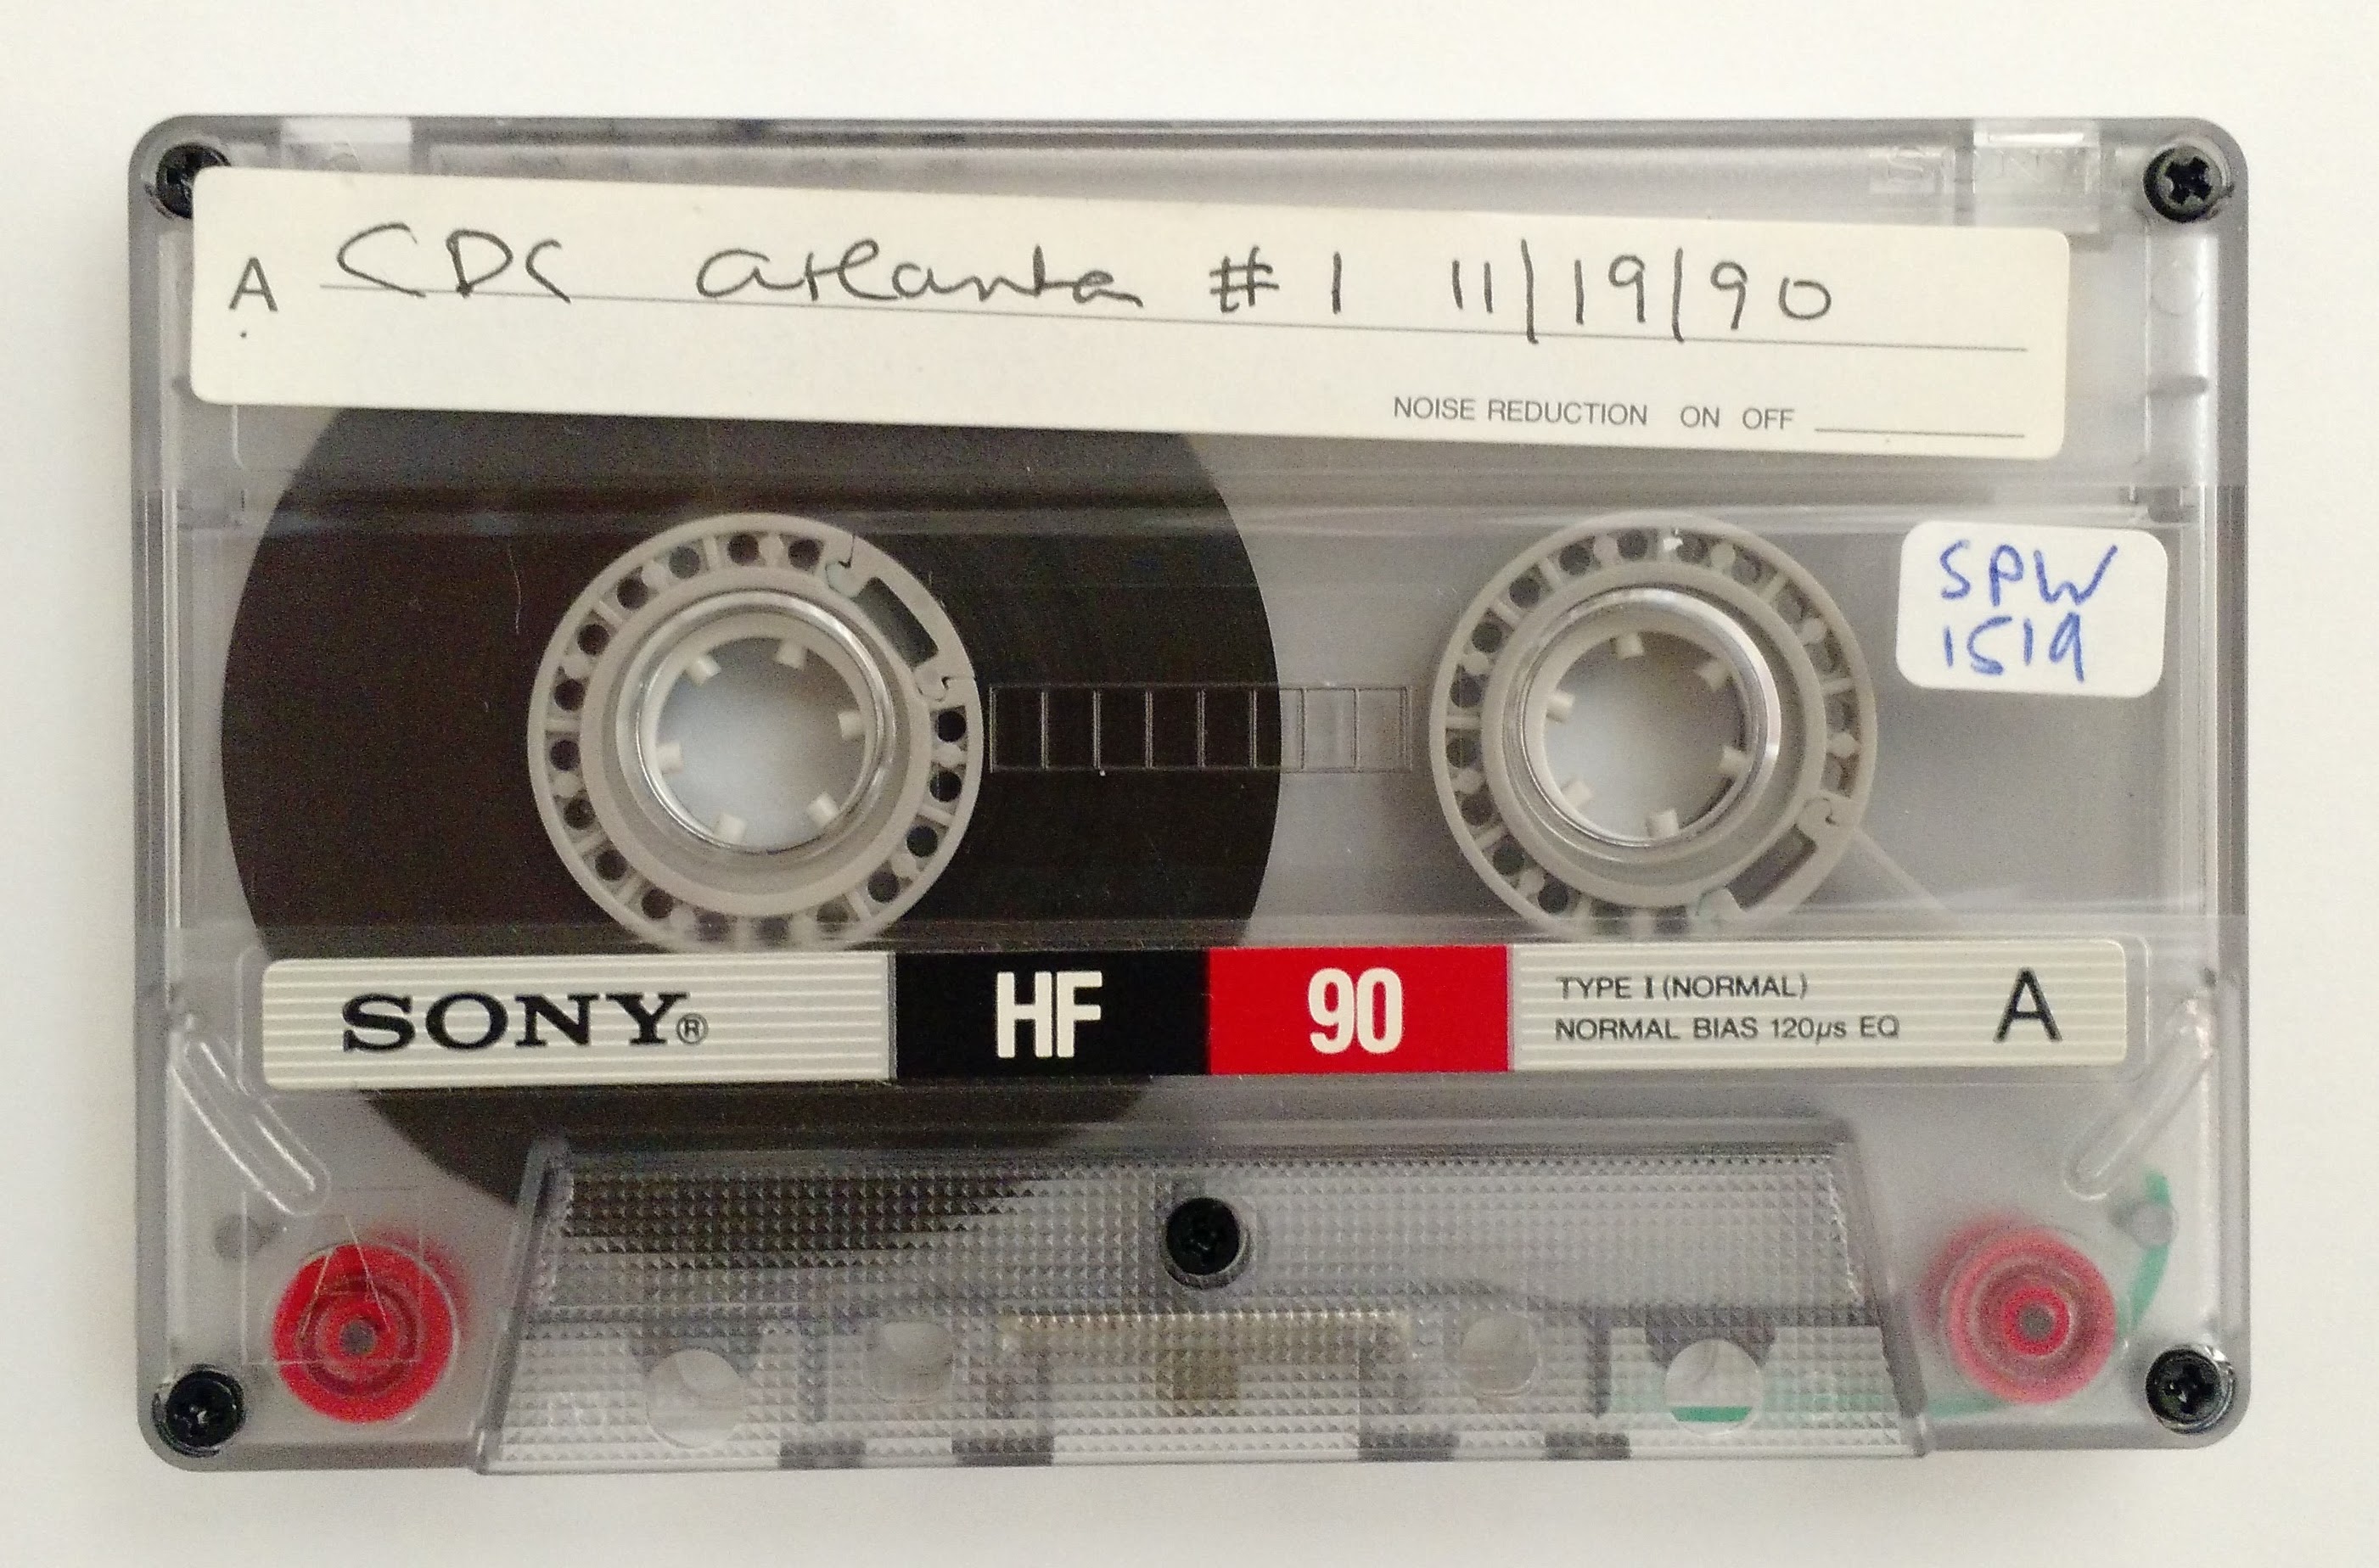 A CDC Atlanta #1 11/19/90
NOISE REDUCTION ON OFF
SPW
1519
SONY® HF 90 TYPE I (NORMAL)
NORMAL BIAS 120µs EQ A